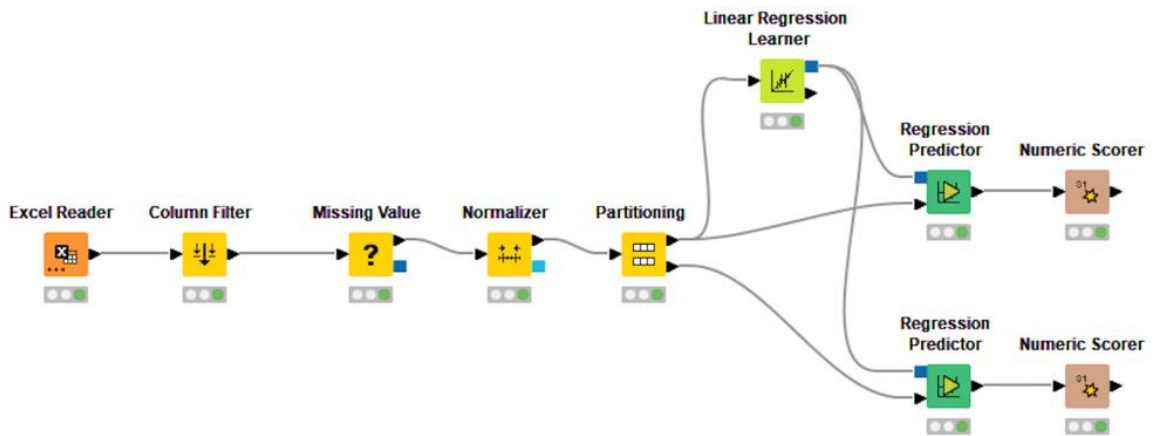 Linear Regression
Learner
Regression
Predictor
Numeric Scorer
Excel Reader
Column Filter
Missing Value
Normalizer
Partitioning
?
Regression
Predictor
Numeric Scorer